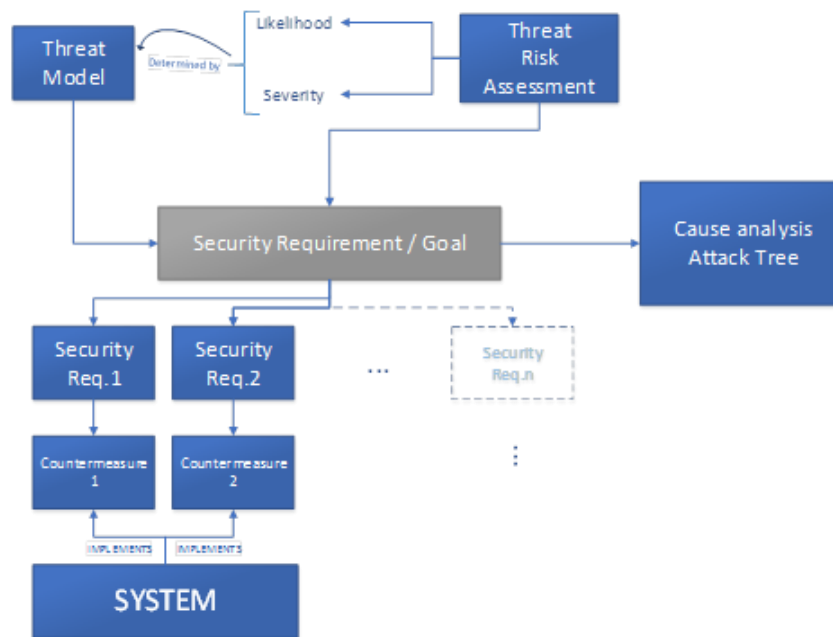 Threat
Model
Determined by
Likelihood
Severity
Threat
Risk
Assessment
Security Requirement / Goal
Cause analysis
Attack Tree
Security
Req.1
Security
Req.2
...
Security
Req.n
Countermeasure
1
Countermeasure
2
...
IMPLEMENTS
IMPLEMENTS
SYSTEM